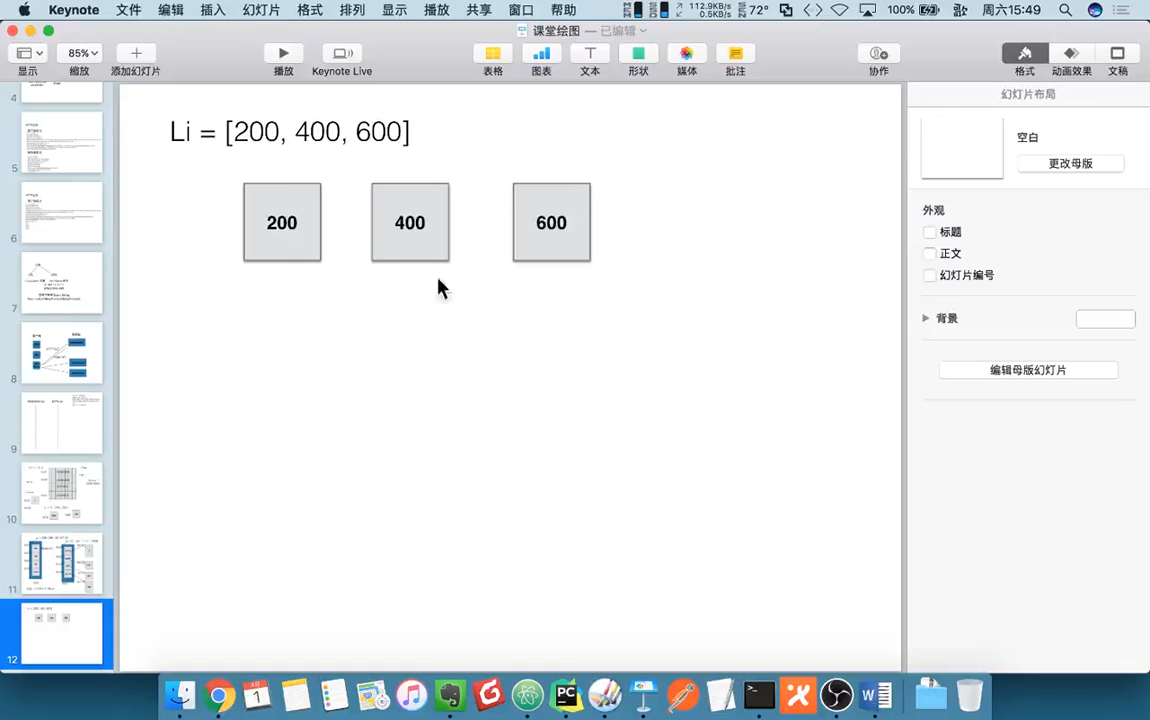 Keynote 文件 编辑 插入 幻灯片 格式 排列 显示 播放 共享 窗口 帮助 112.9KB/s 0.5KB/s 72° 100% 周六15:49
课堂绘图 — 已编辑
85%
显示 缩放 添加幻灯片 播放 Keynote Live 表格 图表 文本 形状 媒体 批注 协作 格式 动画效果 文稿
幻灯片布局
空白
更改母版
外观
标题
正文
幻灯片编号
背景
编辑母版幻灯片
Li = [200, 400, 600]
200 400 600
4
5
6
7
8
9
10
11
12